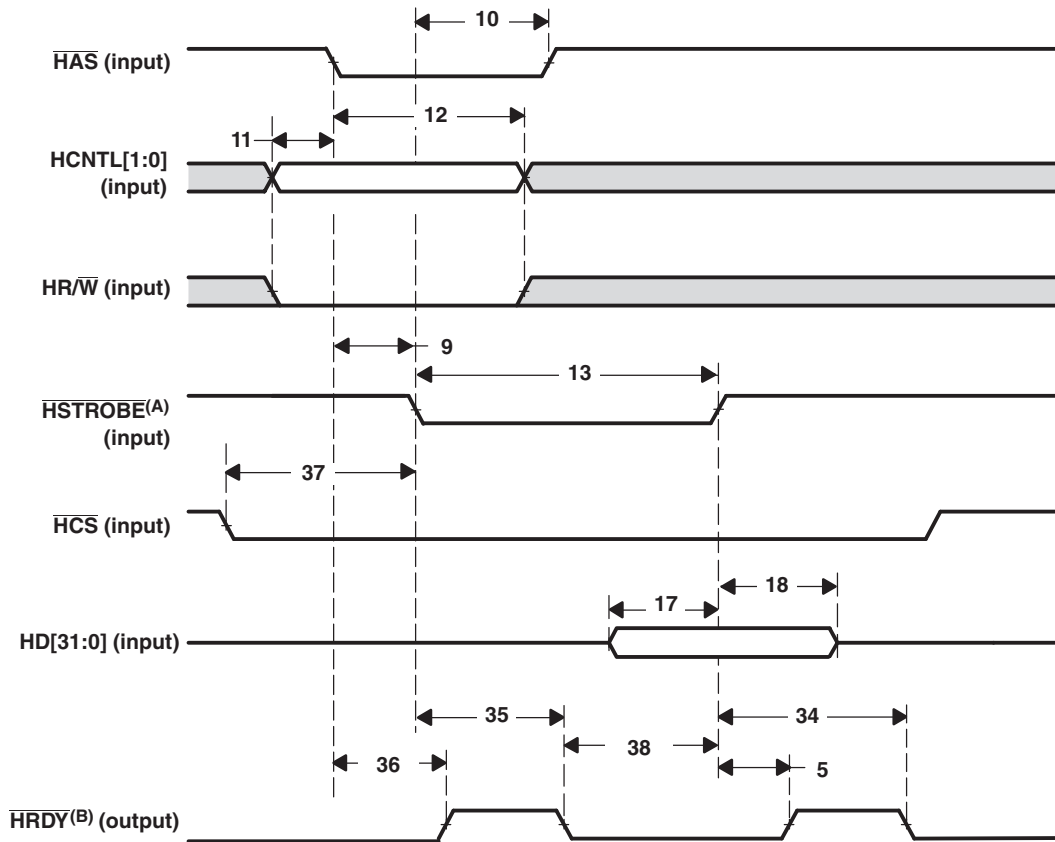 10
HAS (input)
12
11
HCNTL[1:0]
(input)
HR/W (input)
9
13
HSTROBE(A)
(input)
37
HCS (input)
18
17
HD[31:0] (input)
35
34
38
36
5
HRDY(B) (output)